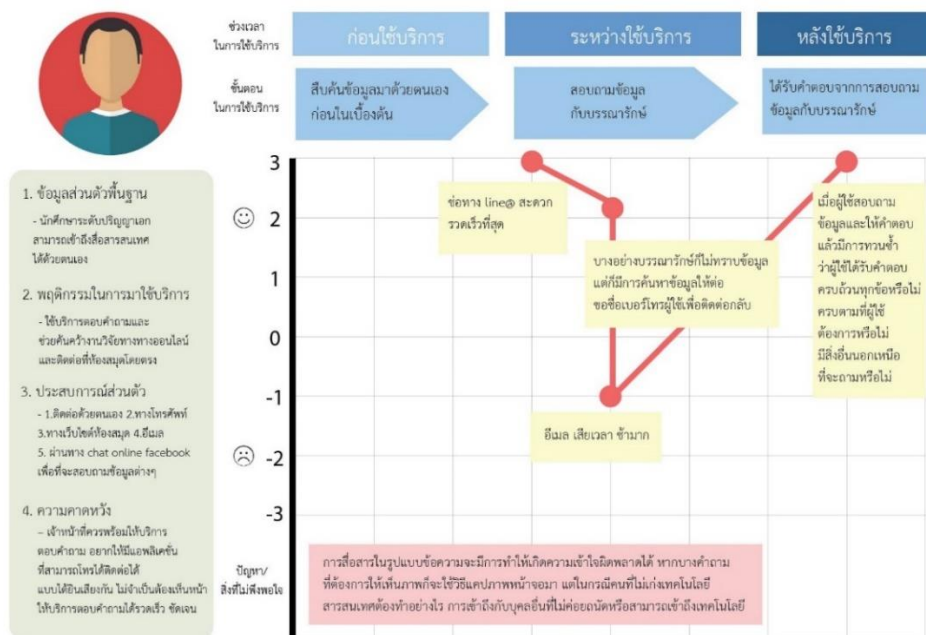 ช่วงเวลา
ในการใช้บริการ
ก่อนใช้บริการ
ระหว่างใช้บริการ
หลังใช้บริการ
ขั้นตอน
ในการใช้บริการ
สืบค้นข้อมูลมาด้วยตนเอง
ก่อนในเบื้องต้น
สอบถามข้อมูล
กับบรรณารักษ์
ได้รับคำตอบจากการสอบถาม
ข้อมูลกับบรรณารักษ์
1. ข้อมูลส่วนตัวพื้นฐาน
- นักศึกษาระดับปริญญาเอก
สามารถเข้าถึงสื่อสารสนเทศ
ได้ด้วยตนเอง
2. พฤติกรรมในการมาใช้บริการ
- ใช้บริการตอบคำถามและ
ช่วยค้นคว้างานวิจัยทางทางออนไลน์
และติดต่อที่ห้องสมุดโดยตรง
3. ประสบการณ์ส่วนตัว
- 1.ติดต่อด้วยตนเอง 2.ทางโทรศัพท์
3.ทางเว็บไซต์ห้องสมุด 4.อีเมล
5. ผ่านทาง chat online facebook
เพื่อที่จะสอบถามข้อมูลต่างๆ
4. ความคาดหวัง
– เจ้าหน้าที่ควรพร้อมให้บริการ
ตอบคำถาม อยากให้มีแอพลิเคชั่น
ที่สามารถโทรได้ติดต่อได้
แบบได้ยินเสียงกัน ไม่จำเป็นต้องเห็นหน้า
ให้บริการตอบคำถามได้รวดเร็ว ชัดเจน
3
2
1
0
-1
-2
-3
ช่อทาง line@ สะดวก
รวดเร็วที่สุด
บางอย่างบรรณารักษ์ก็ไม่ทราบข้อมูล
แต่ก็มีการค้นหาข้อมูลให้ต่อ
ขอชื่อเบอร์โทรผู้ใช้เพื่อติดต่อกลับ
อีเมล เสียเวลา ช้ามาก
เมื่อผู้ใช้สอบถาม
ข้อมูลและให้คำตอบ
แล้วมีการทวนซ้ำ
ว่าผู้ใช้ได้รับคำตอบ
ครบถ้วนทุกข้อหรือไม่
ครบตามที่ผู้ใช้
ต้องการหรือไม่
มีสิ่งอื่นนอกเหนือ
ที่จะถามหรือไม่
ปัญหา/
สิ่งที่ไม่พึงพอใจ
การสื่อสารในรูปแบบข้อความจะมีการทำให้เกิดความเข้าใจผิดพลาดได้ หากบางคำถาม
ที่ต้องการให้เห็นภาพก็จะใช้วิธีแคปภาพหน้าจอมา แต่ในกรณีคนที่ไม่เก่งเทคโนโลยี
สารสนเทศต้องทำอย่างไร การเข้าถึงกับบุคคลอื่นที่ไม่ค่อยถนัดหรือสามารถเข้าถึงเทคโนโลยี